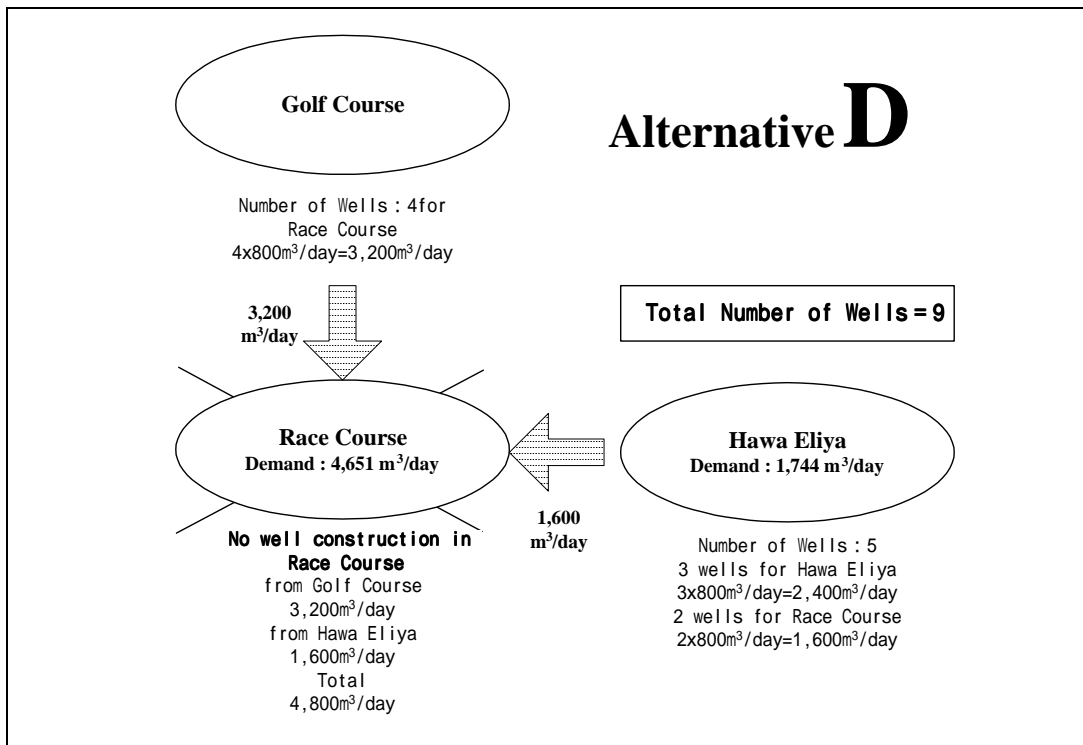 Golf Course
Alternative D
Number of Wells : 4for
Race Course
4x800m³/day=3,200m³/day
3,200
m³/day
Total Number of Wells=9
Race Course
Demand : 4,651 m³/day
Hawa Eliya
Demand : 1,744 m³/day
1,600
m³/day
No well construction in
Race Course
from Golf Course
3,200m³/day
from Hawa Eliya
1,600m³/day
Total
4,800m³/day
Number of Wells : 5
3 wells for Hawa Eliya
3x800m³/day=2,400m³/day
2 wells for Race Course
2x800m³/day=1,600m³/day